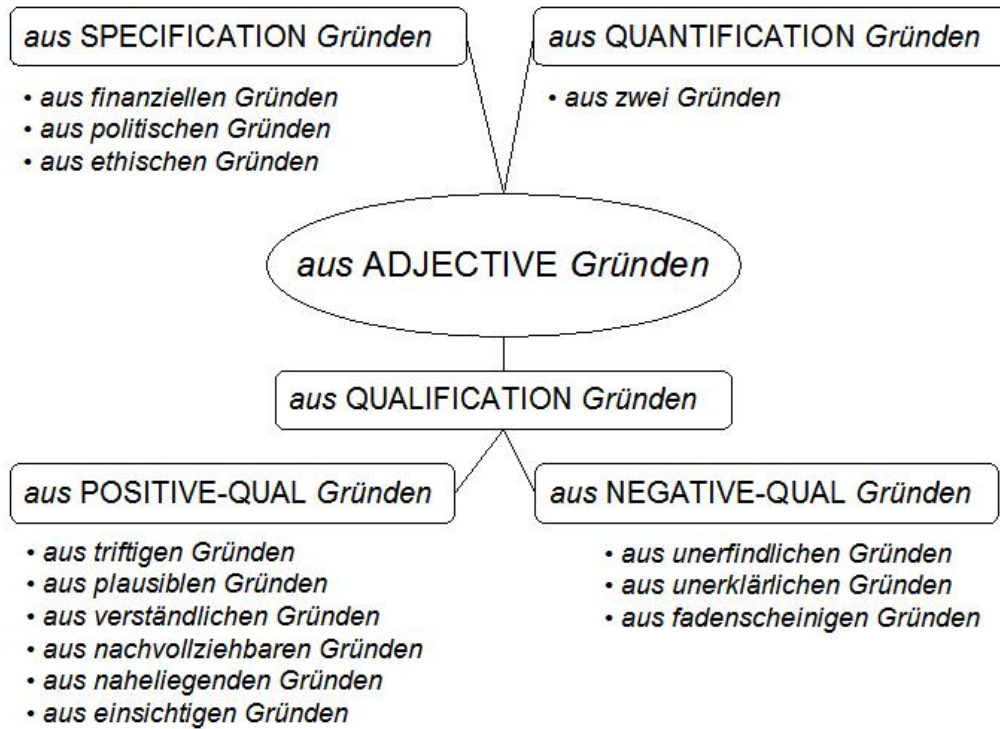 aus SPECIFICATION Gründen
• aus finanziellen Gründen
• aus politischen Gründen
• aus ethischen Gründen
aus QUANTIFICATION Gründen
• aus zwei Gründen
aus ADJECTIVE Gründen
aus QUALIFICATION Gründen
aus POSITIVE-QUAL Gründen
• aus triftigen Gründen
• aus plausiblen Gründen
• aus verständlichen Gründen
• aus nachvollziehbaren Gründen
• aus naheliegenden Gründen
• aus einsichtigen Gründen
aus NEGATIVE-QUAL Gründen
• aus unerfindlichen Gründen
• aus unerklärlichen Gründen
• aus fadenscheinigen Gründen